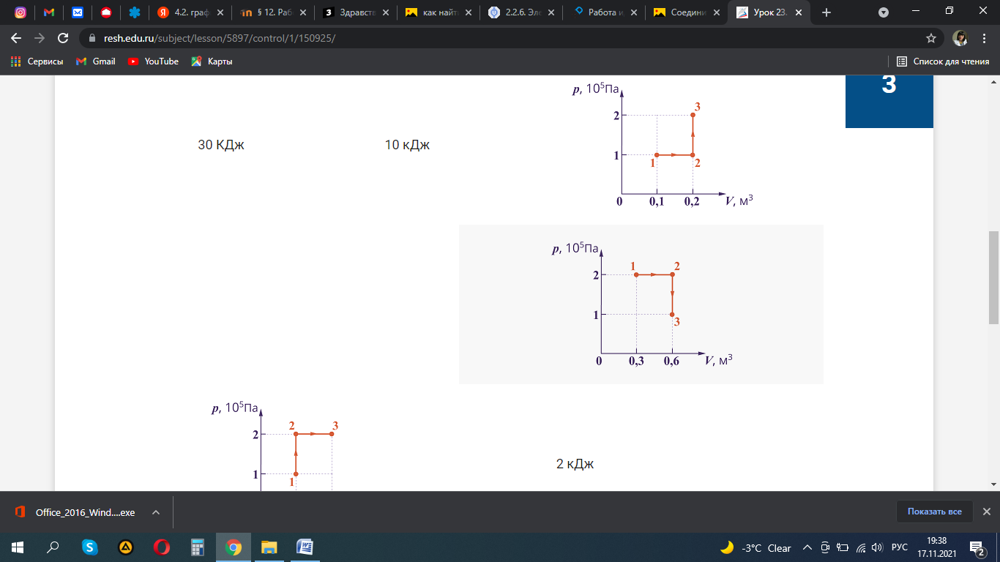 4.2. граф
§ 12. Раб
Здравств
как найти
2.2.6. Эле
Работа и
Соедини
Урок 23.
resh.edu.ru/subject/lesson/5897/control/1/150925/
Сервисы
Gmail
YouTube
Карты
Список для чтения
3
p, 10⁵Па
2
1
1
2
3
0
0,1
0,2
V, м³
30 КДж
10 кДж
p, 10⁵Па
2
1
1
2
3
0
0,3
0,6
V, м³
p, 10⁵Па
2
1
2
3
1
2 кДж
Office_2016_Wind....exe
Показать все
-3°C Clear
РУС
19:38
17.11.2021
2